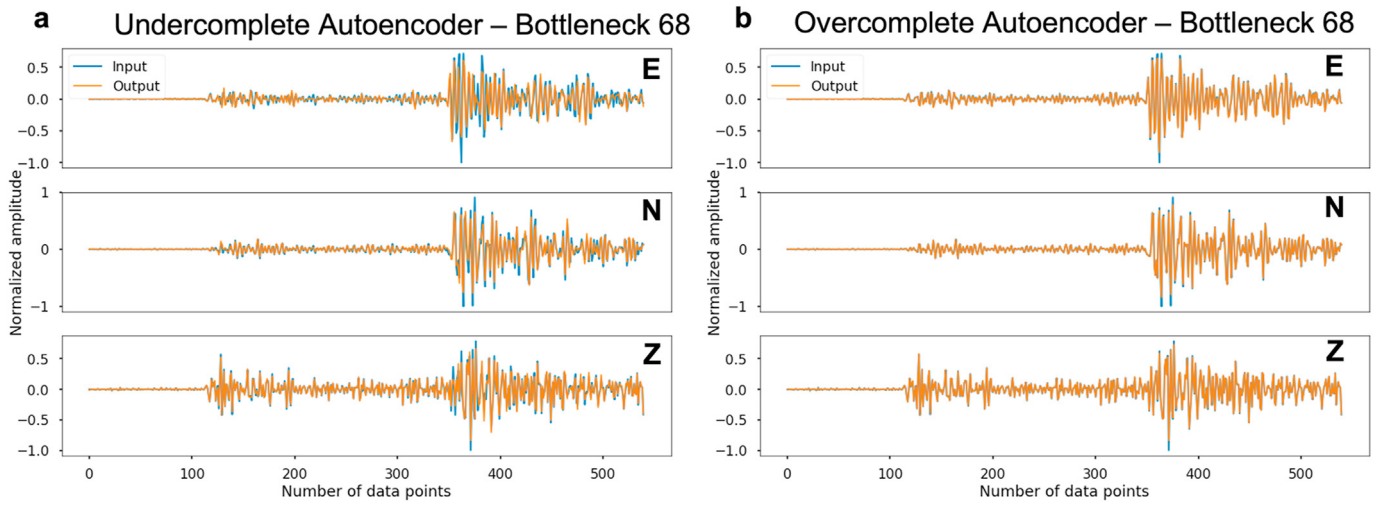 a Undercomplete Autoencoder – Bottleneck 68
Input
Output
E
0.5
0.0
−0.5
−1.0
N
1
0
−1
Z
0.5
0.0
−0.5
−1.0
Normalized amplitude
0 100 200 300 400 500
Number of data points
b Overcomplete Autoencoder – Bottleneck 68
Input
Output
E
0.5
0.0
−0.5
−1.0
N
1
0
−1
Z
0.5
0.0
−0.5
−1.0
Normalized amplitude
0 100 200 300 400 500
Number of data points